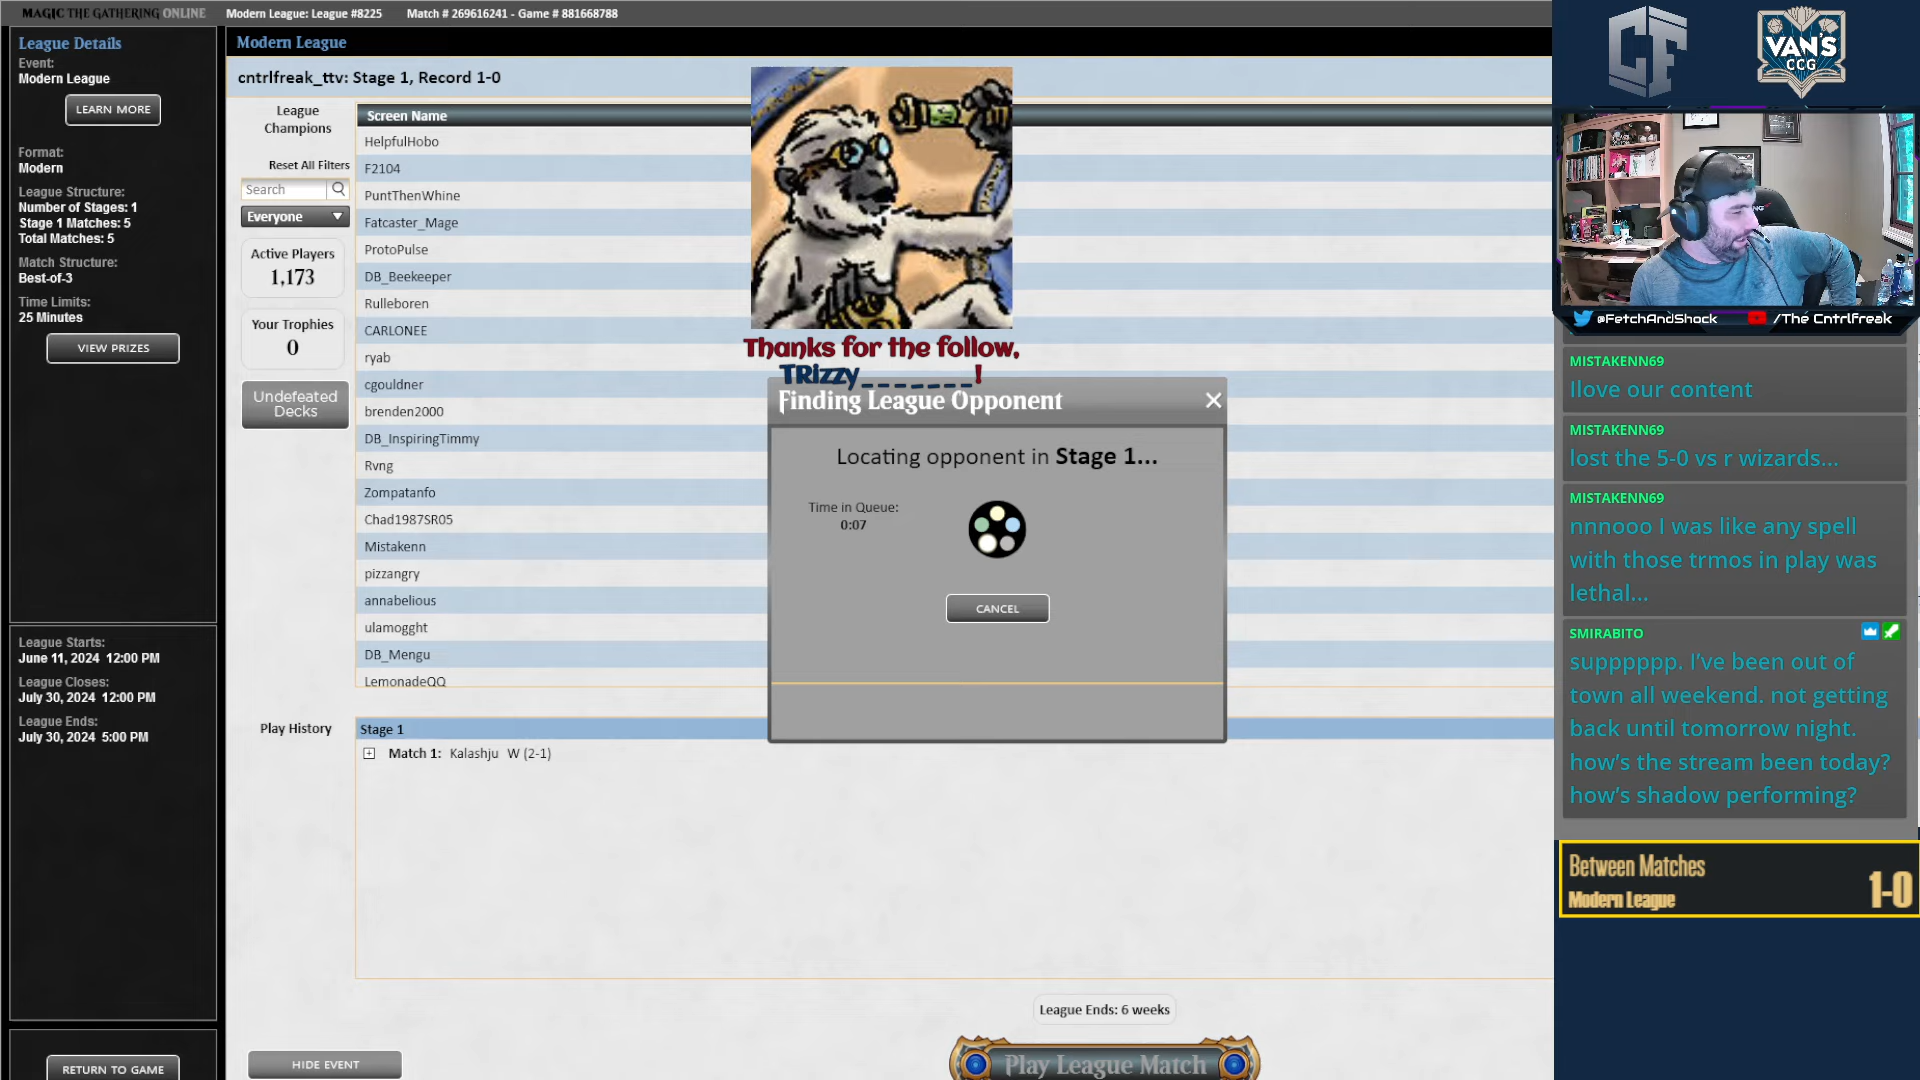 MAGIC THE GATHERING ONLINE
Modern League: League #8225
Match # 269616241 - Game # 881668788
League Details
Event:
Modern League
LEARN MORE
Format:
Modern
League Structure:
Number of Stages: 1
Stage 1 Matches: 5
Total Matches: 5
Match Structure:
Best-of-3
Time Limits:
25 Minutes
VIEW PRIZES
League Starts:
June 11, 2024 12:00 PM
League Closes:
July 30, 2024 12:00 PM
League Ends:
July 30, 2024 5:00 PM
RETURN TO GAME
Modern League
cntrlfreak_ttv: Stage 1, Record 1-0
League
Champions
Reset All Filters
Search
Everyone
Active Players
1,173
Your Trophies
0
Undefeated
Decks
Screen Name
HelpfulHobo
F2104
PuntThenWhine
Fatcaster_Mage
ProtoPulse
DB_Beekeeper
Rulleboren
CARLONEE
ryab
cgouldner
brenden2000
DB_InspiringTimmy
Rvng
Zompatanfo
Chad1987SR05
Mistakenn
pizzangry
annabelious
ulamogght
DB_Mengu
LemonadeQQ
Thanks for the follow,
TRizzy_______!
Finding League Opponent
Locating opponent in Stage 1...
Time in Queue:
0:07
CANCEL
Play History
Stage 1
Match 1: Kalashju W (2-1)
League Ends: 6 weeks
HIDE EVENT
Play League Match
CF
VAN'S
CCG
@FetchAndShock
/The Cntrlfreak
MISTAKENN69
Ilove our content
MISTAKENN69
lost the 5-0 vs r wizards...
MISTAKENN69
nnnooo I was like any spell
with those trmos in play was
lethal...
SMIRABITO
supppppp. I've been out of
town all weekend. not getting
back until tomorrow night.
how's the stream been today?
how's shadow performing?
Between Matches
Modern League
1-0